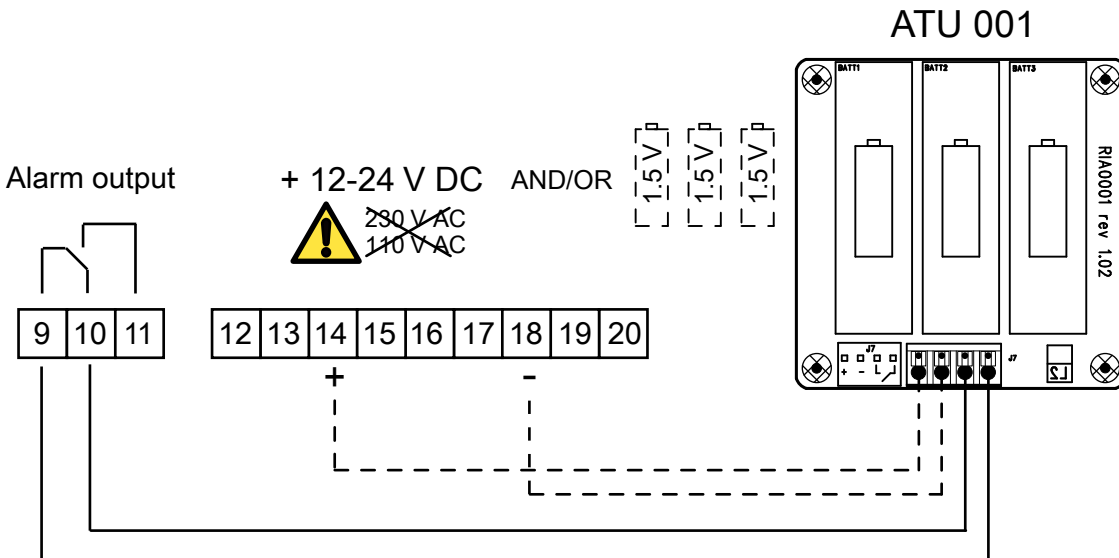 ATU 001
BATT1
BATT2
BATT3
1.5 V
1.5 V
1.5 V
RIA0001 rev 1.02
Alarm output
+ 12-24 V DC
AND/OR
230 V AC
110 V AC
9 10 11
12 13 14 15 16 17 18 19 20
J7
+ -
J7
L2
+
-